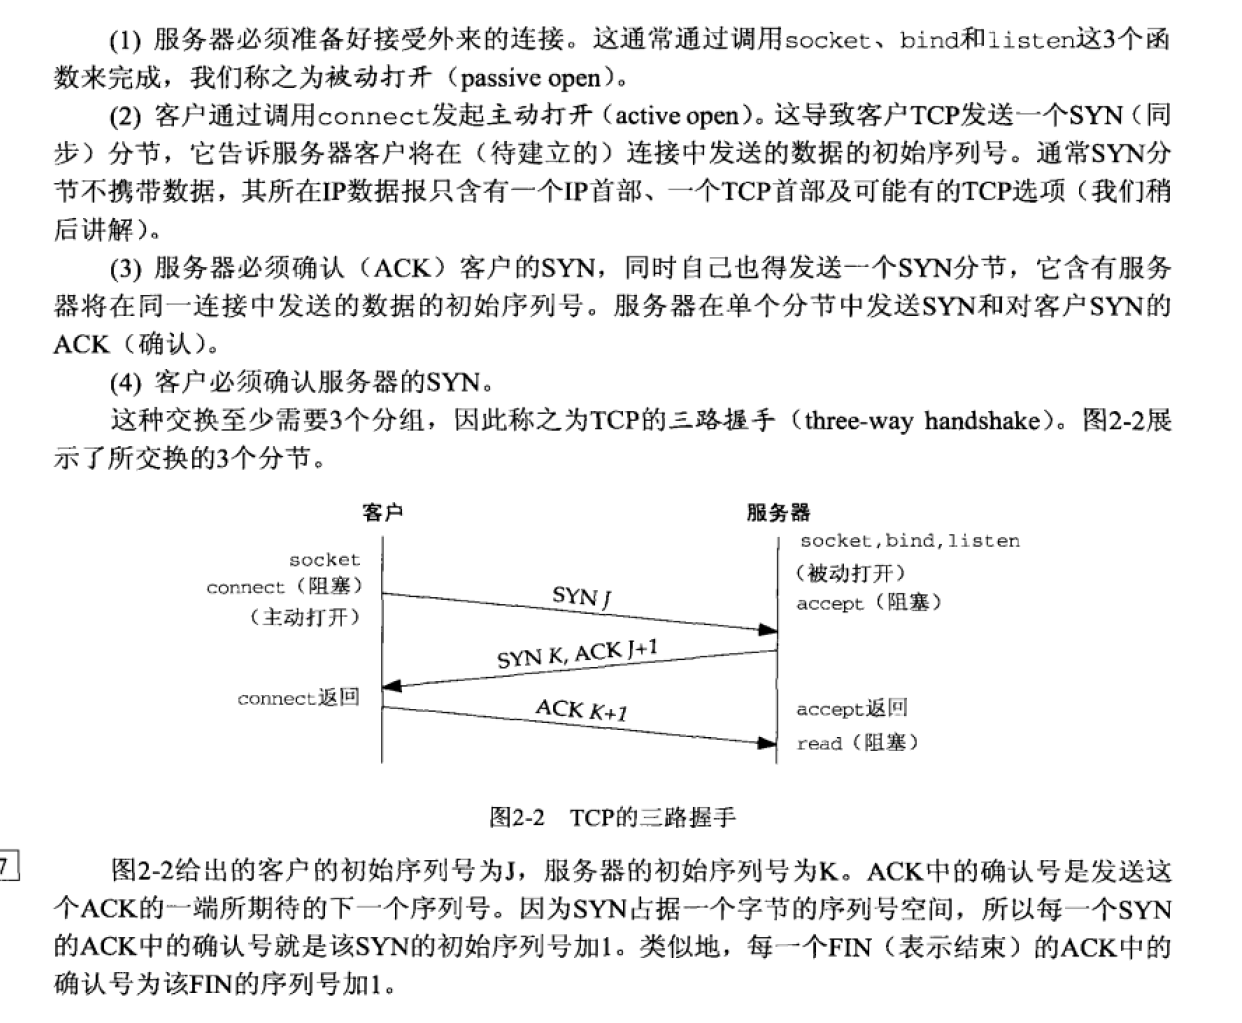 (1) 服务器必须准备好接受外来的连接。这通常通过调用socket、bind和listen这3个函
数来完成，我们称之为被动打开（passive open）。
(2) 客户通过调用connect发起主动打开（active open）。这导致客户TCP发送一个SYN（同
步）分节，它告诉服务器客户将在（待建立的）连接中发送的数据的初始序列号。通常SYN分
节不携带数据，其所在IP数据报只含有一个IP首部、一个TCP首部及可能有的TCP选项（我们稍
后讲解）。
(3) 服务器必须确认（ACK）客户的SYN，同时自己也得发送一个SYN分节，它含有服务
器将在同一连接中发送的数据的初始序列号。服务器在单个分节中发送SYN和对客户SYN的
ACK（确认）。
(4) 客户必须确认服务器的SYN。
这种交换至少需要3个分组，因此称之为TCP的三路握手（three-way handshake）。图2-2展
示了所交换的3个分节。
客户
服务器
socket
connect（阻塞）
（主动打开）
socket,bind,listen
（被动打开）
accept（阻塞）
SYN J
SYN K, ACK J+1
connect返回
ACK K+1
accept返回
read（阻塞）
图2-2 TCP的三路握手
7
图2-2给出的客户的初始序列号为J，服务器的初始序列号为K。ACK中的确认号是发送这
个ACK的一端所期待的下一个序列号。因为SYN占据一个字节的序列号空间，所以每一个SYN
的ACK中的确认号就是该SYN的初始序列号加1。类似地，每一个FIN（表示结束）的ACK中的
确认号为该FIN的序列号加1。